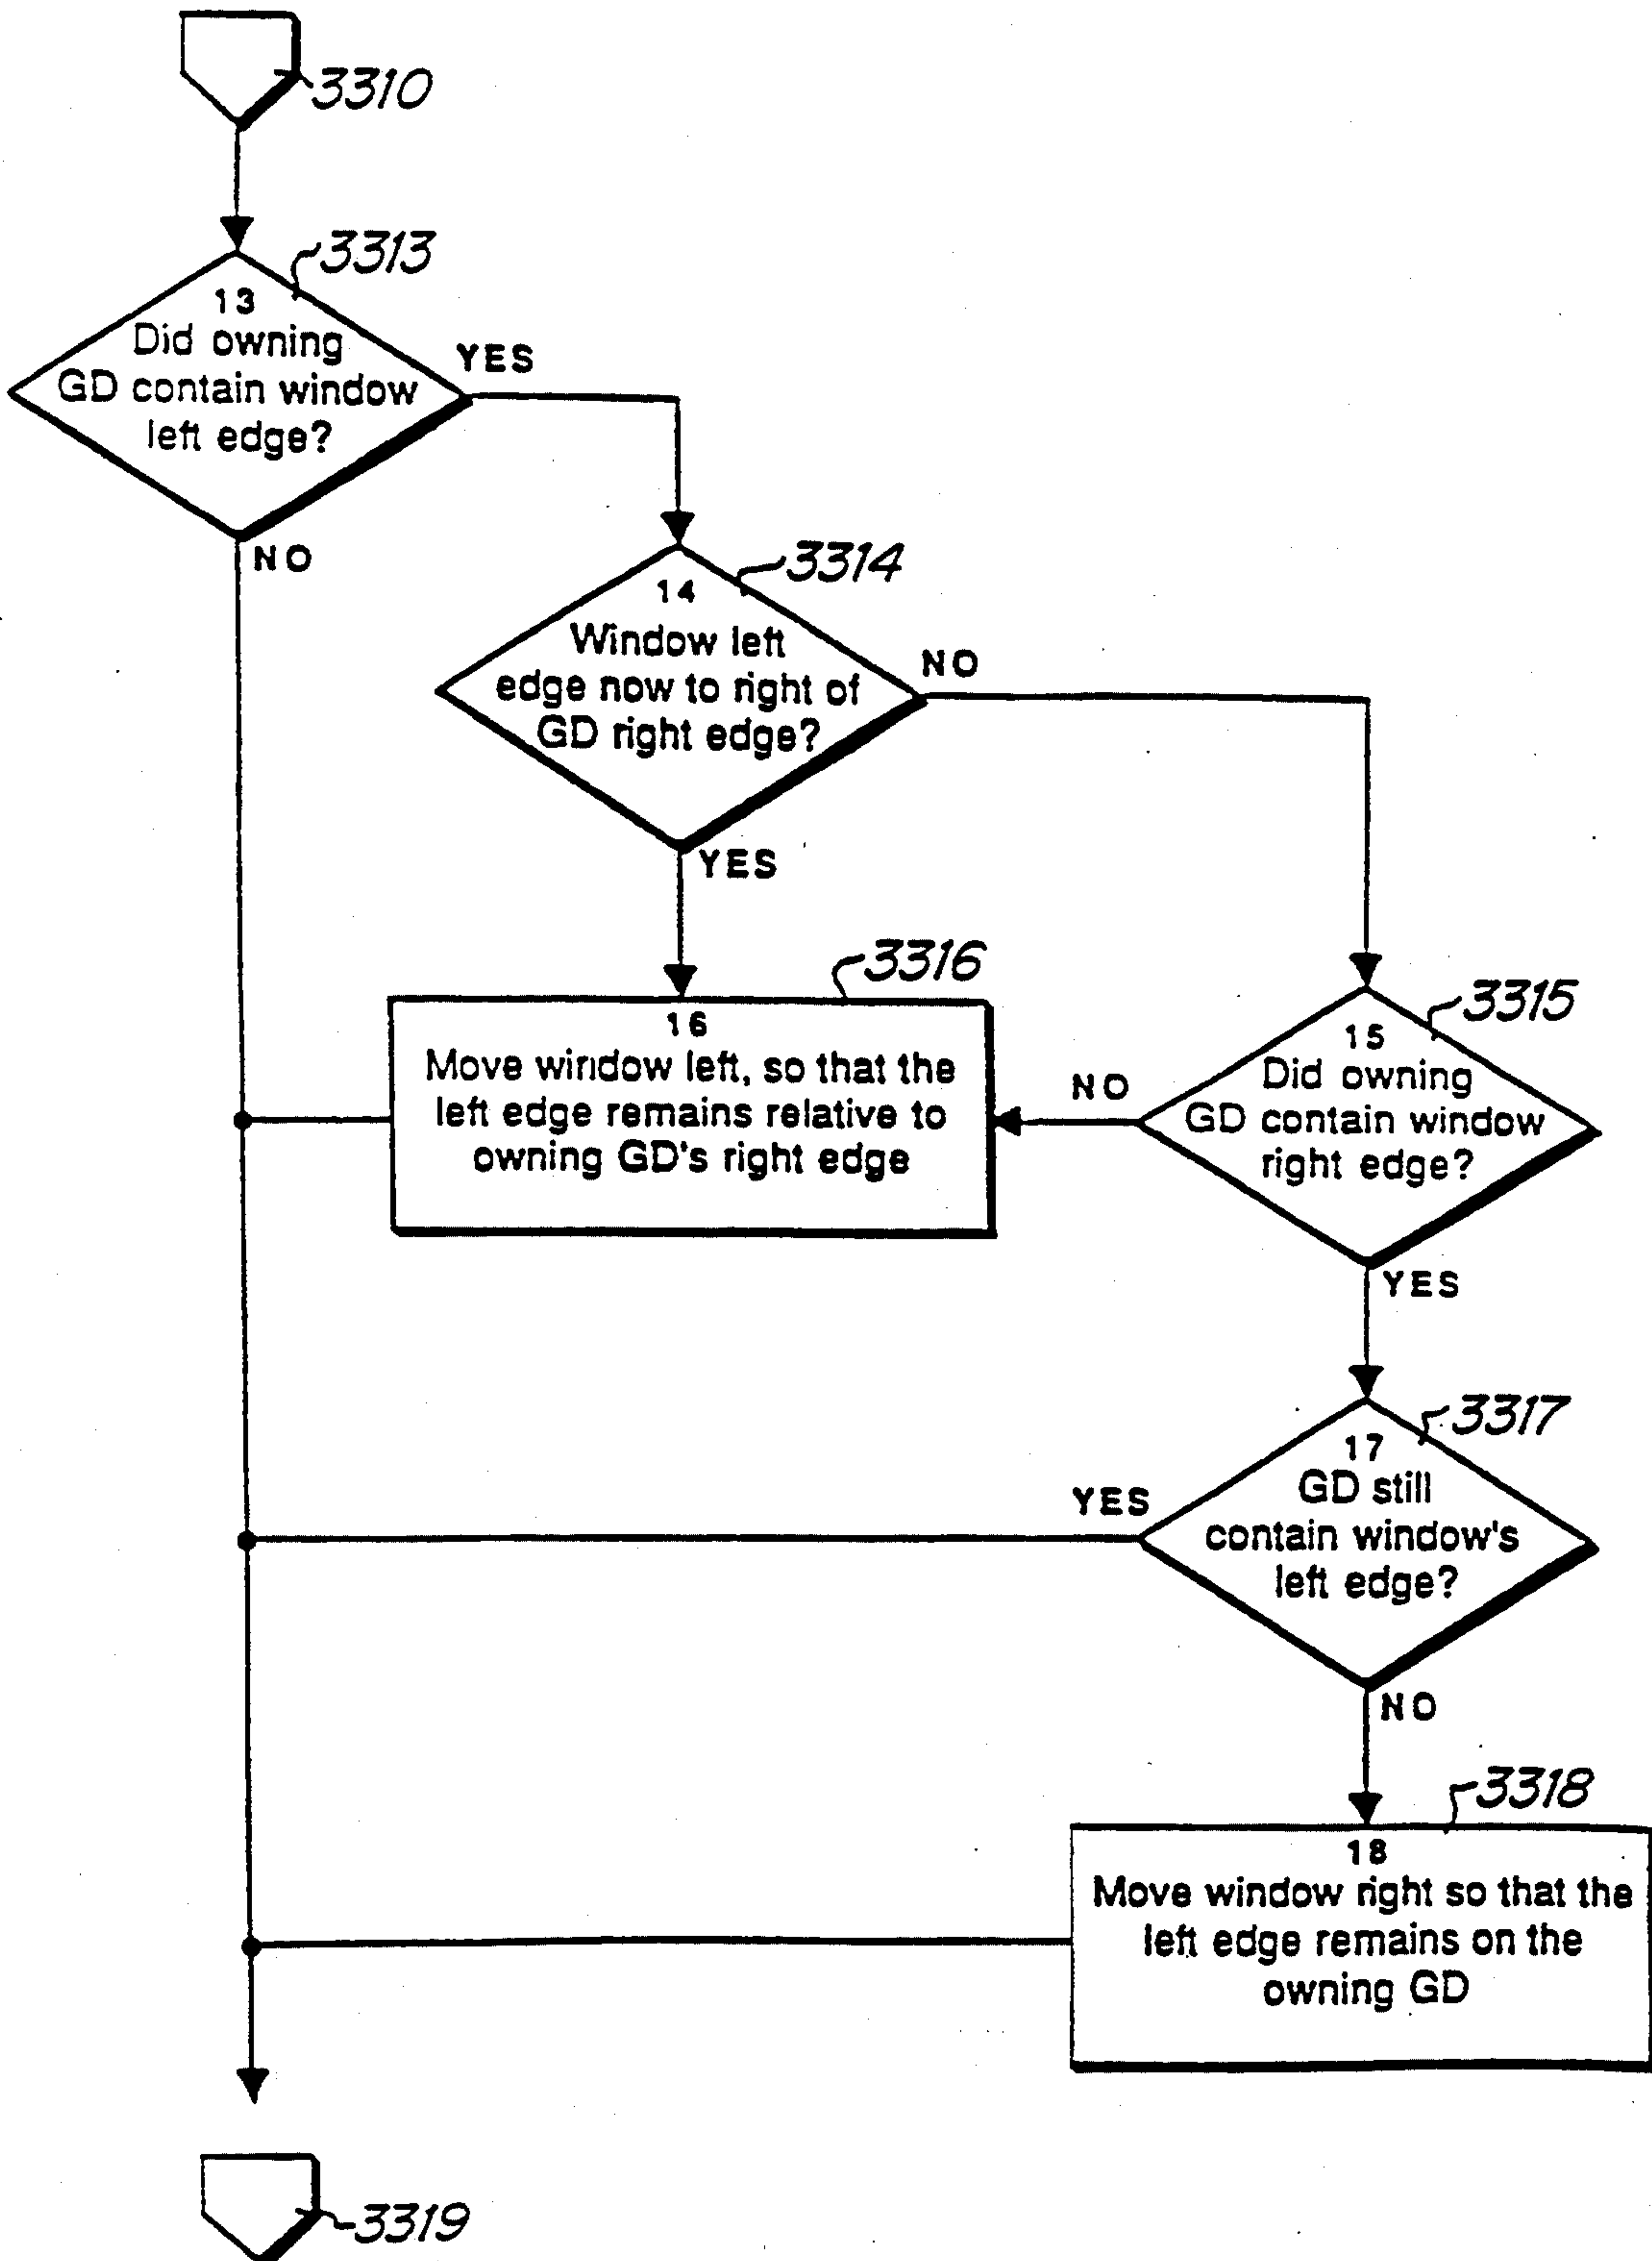 3310
3313
13
Did owning
GD contain window
left edge?
YES
NO
3314
14
Window left
edge now to right of
GD right edge?
NO
YES
3316
16
Move window left, so that the
left edge remains relative to
owning GD's right edge
3315
15
Did owning
GD contain window
right edge?
NO
YES
3317
17
GD still
contain window's
left edge?
YES
NO
3318
18
Move window right so that the
left edge remains on the
owning GD
3319